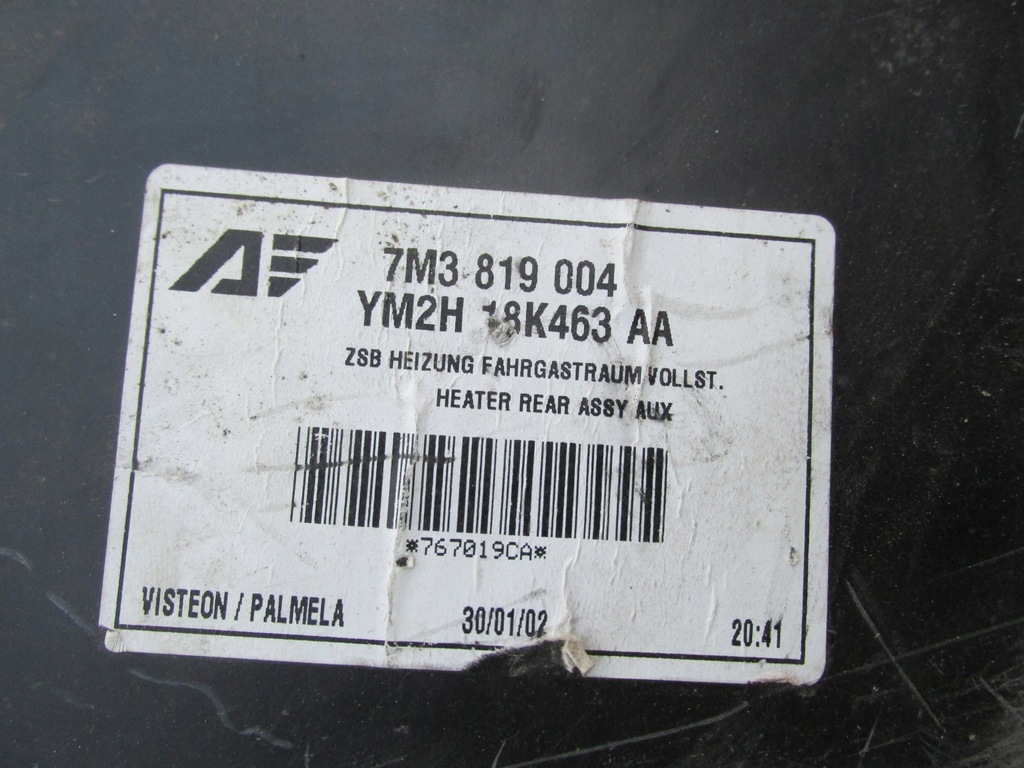 AF
7M3 819 004
YM2H 18K463 AA
ZSB HEIZUNG FAHRGASTRAUM VOLLST.
HEATER REAR ASSY AUX
*767019CA*
VISTEON / PALMELA 30/01/02 20:41